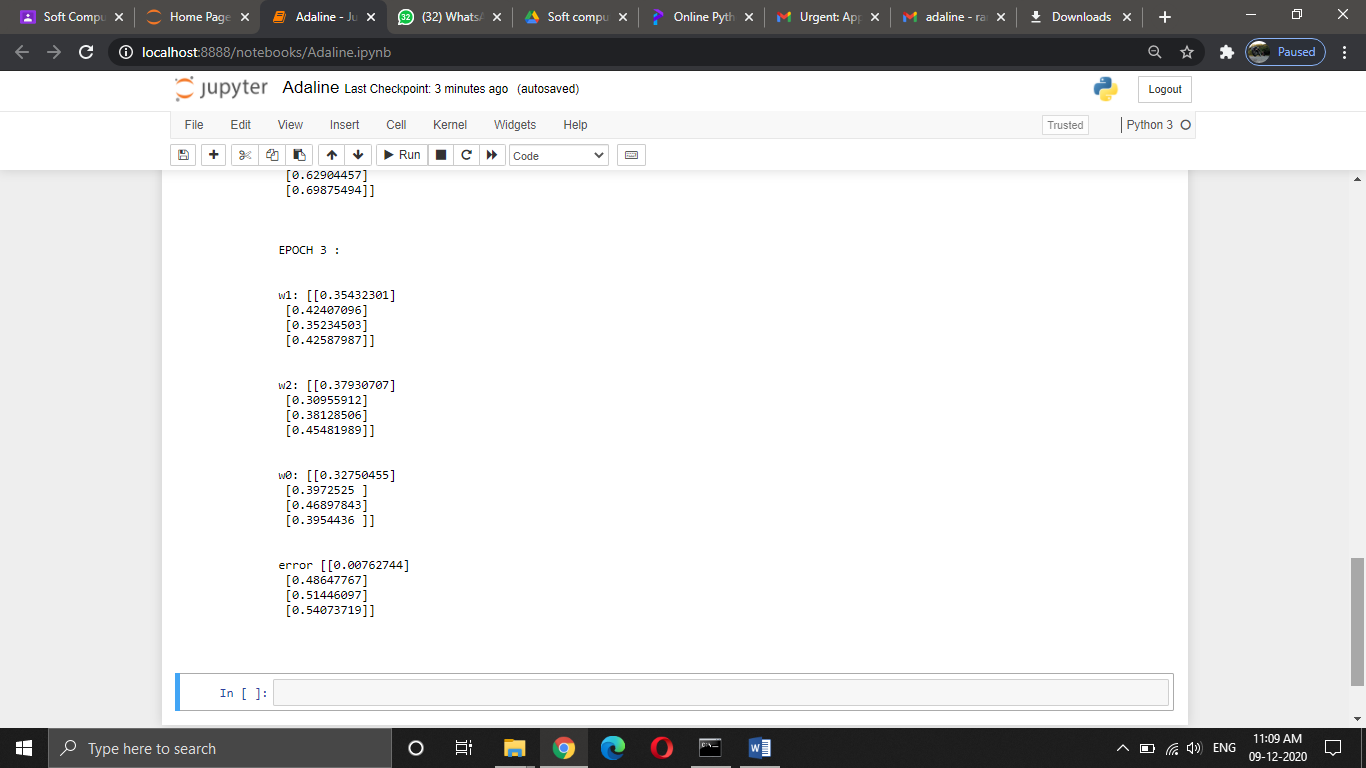 Soft Compu
Home Page
Adaline - Ju
(32) WhatsA
Soft compu
Online Pyth
Urgent: App
adaline - ra
Downloads
localhost:8888/notebooks/Adaline.ipynb
Paused
jupyter Adaline Last Checkpoint: 3 minutes ago (autosaved)
Logout
File Edit View Insert Cell Kernel Widgets Help
Trusted
Python 3
Run
Code
[0.62904457]
[0.69875494]]
EPOCH 3 :
w1: [[0.35432301]
[0.42407096]
[0.35234503]
[0.42587987]]
w2: [[0.37930707]
[0.30955912]
[0.38128506]
[0.45481989]]
w0: [[0.32750455]
[0.3972525 ]
[0.46897843]
[0.3954436 ]]
error [[0.00762744]
[0.48647767]
[0.51446097]
[0.54073719]]
In [ ]:
Type here to search
ENG
11:09 AM
09-12-2020